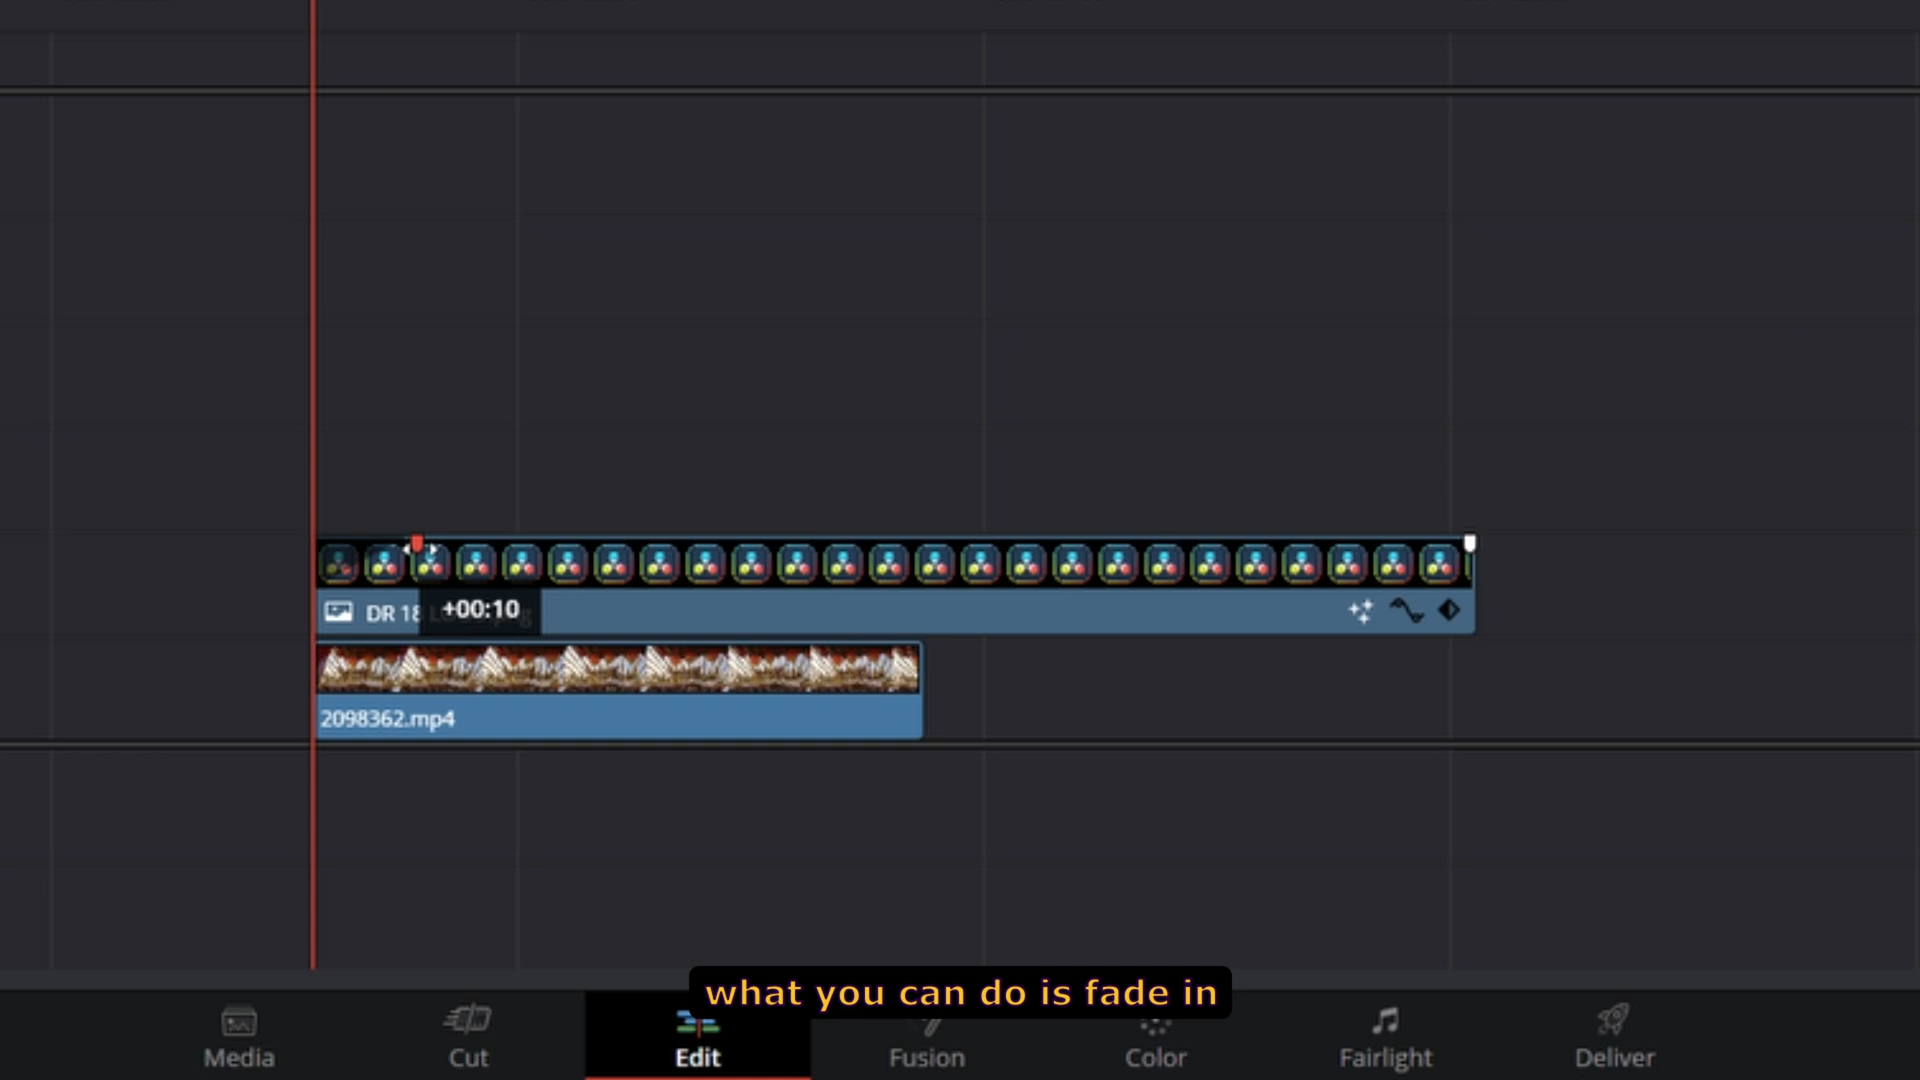 DR 18
+00:10
2098362.mp4
what you can do is fade in
Media
Cut
Edit
Fusion
Color
Fairlight
Deliver